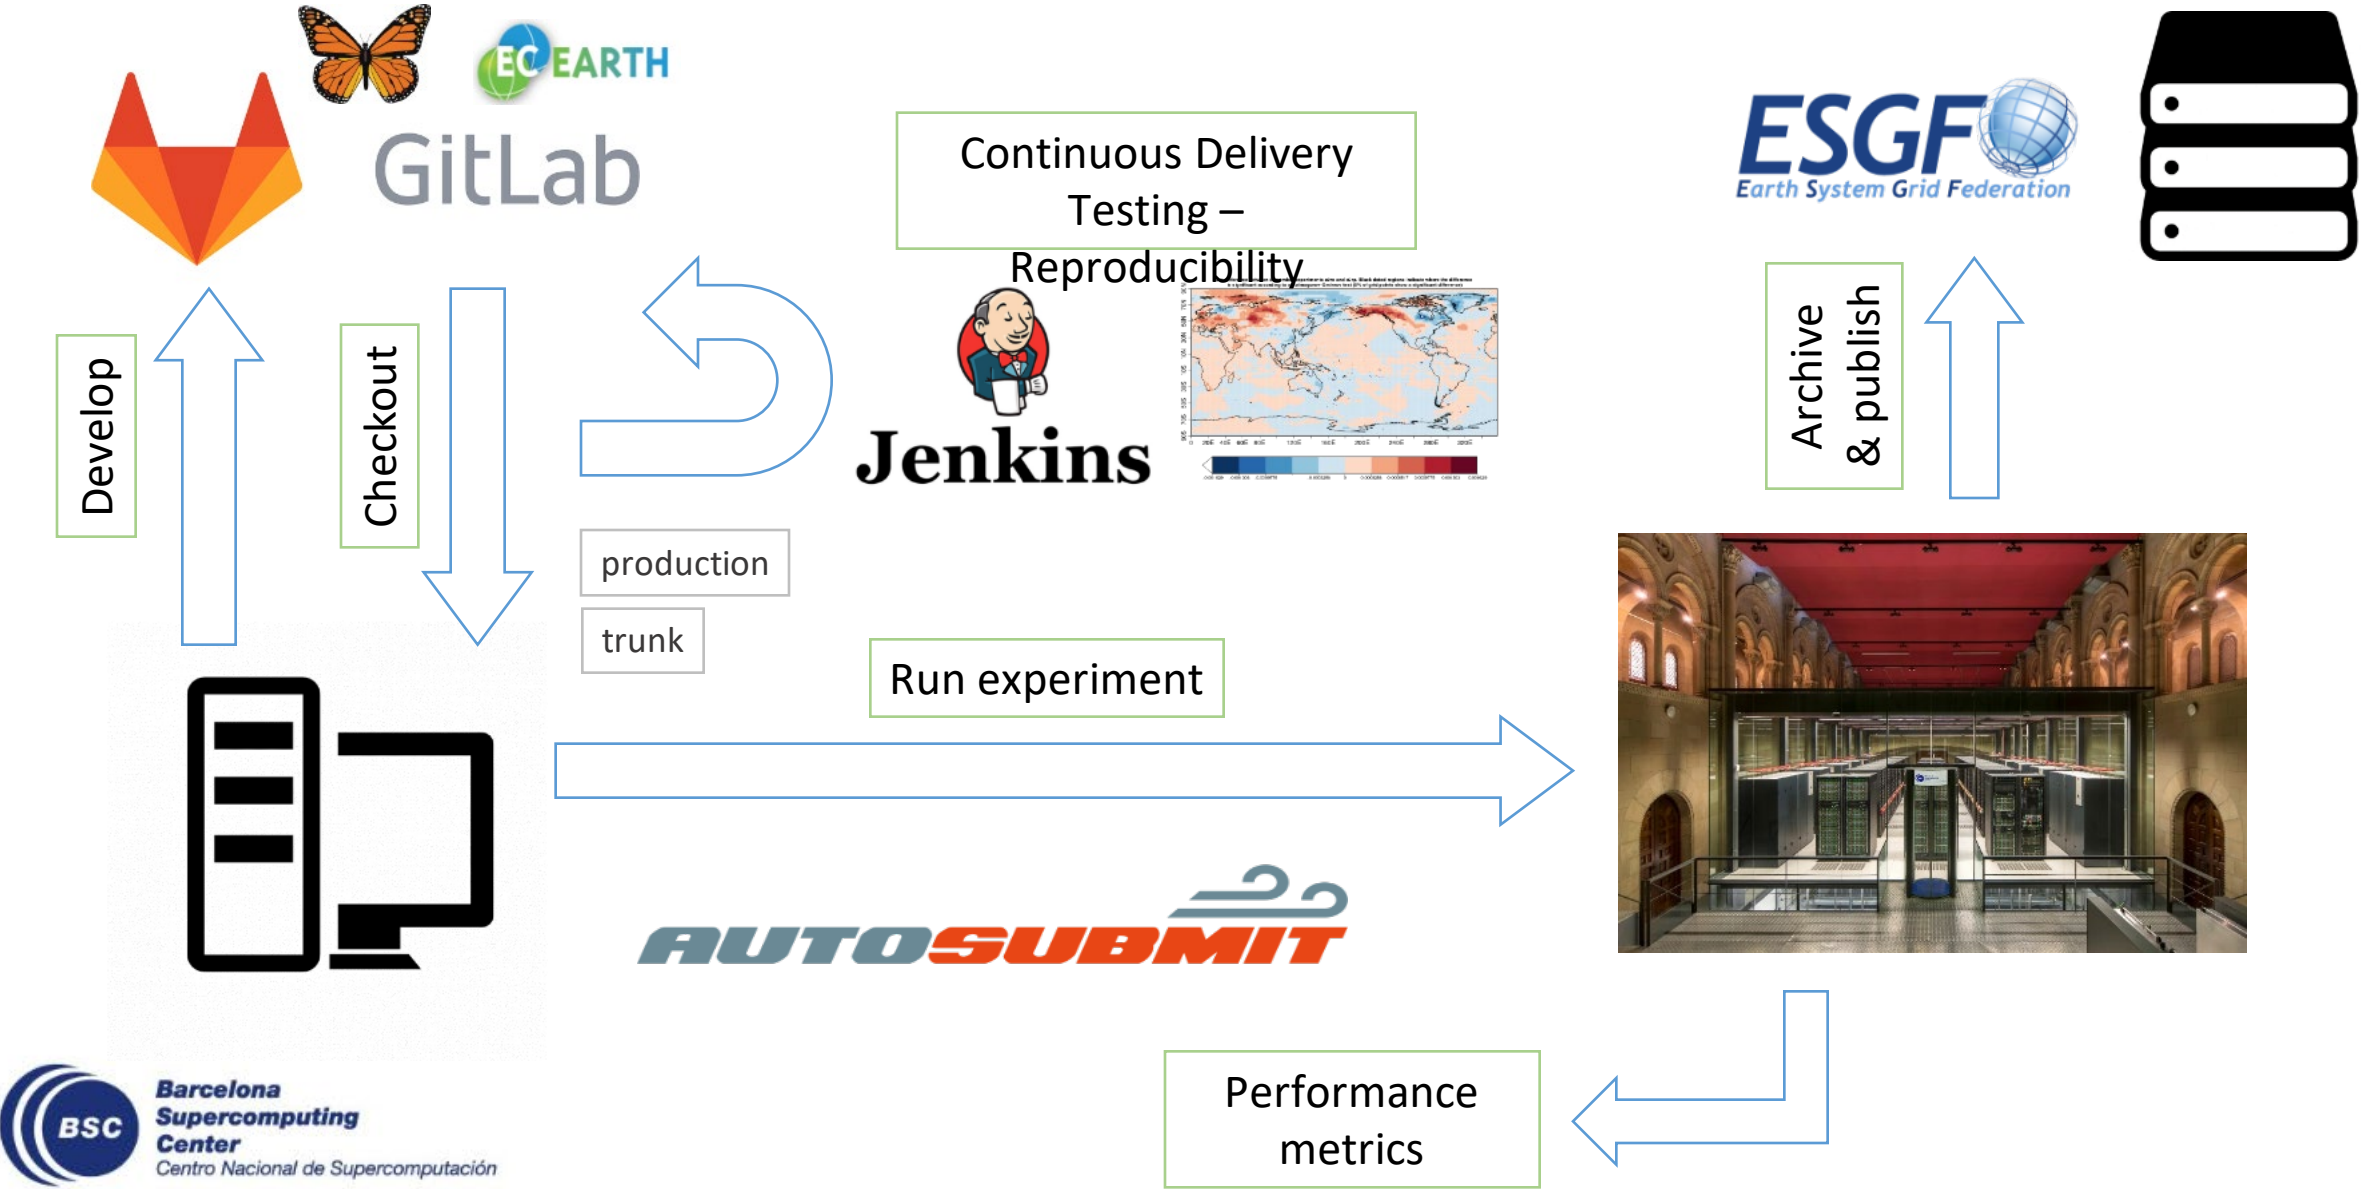 EC EARTH
GitLab
Continuous Delivery
Testing –
Reproducibility
ESGF
Earth System Grid Federation
Develop
Checkout
Jenkins
Archive
& publish
production
trunk
Run experiment
AUTOSUBMIT
BSC
Barcelona
Supercomputing
Center
Centro Nacional de Supercomputación
Performance
metrics